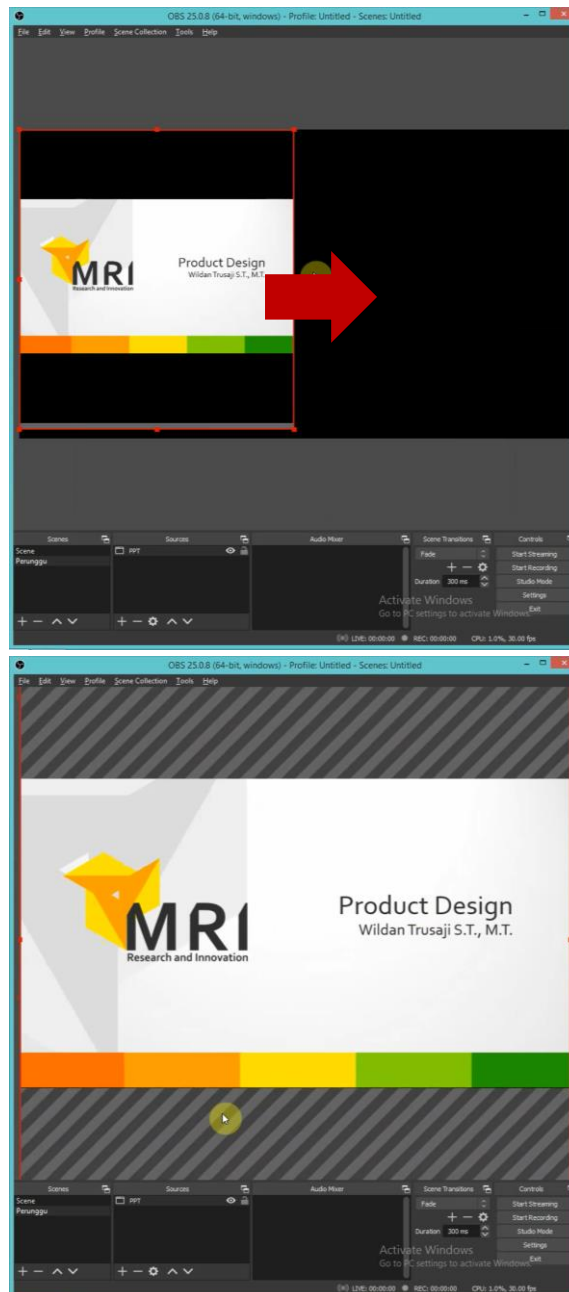 OBS 25.0.8 (64-bit, windows) - Profile: Untitled - Scenes: Untitled
File Edit View Profile Scene Collection Tools Help
MRI
Research and Innovation
Product Design
Wildan Trusaji S.T., M.T.
Scenes Sources Audio Mixer Scene Transitions Controls
Scene PPT Fade Start Streaming
Perunggu Start Recording
Duration 300 ms Studio Mode
Settings
Activate Windows
Go to PC settings to activate Windows.
Exit
LIVE: 00:00:00 REC: 00:00:00 CPU: 1.0%, 30.00 fps
OBS 25.0.8 (64-bit, windows) - Profile: Untitled - Scenes: Untitled
File Edit View Profile Scene Collection Tools Help
MRI
Research and Innovation
Product Design
Wildan Trusaji S.T., M.T.
Scenes Sources Audio Mixer Scene Transitions Controls
Scene PPT Fade Start Streaming
Perunggu Start Recording
Duration 300 ms Studio Mode
Settings
Activate Windows
Go to PC settings to activate Windows.
Exit
LIVE: 00:00:00 REC: 00:00:00 CPU: 1.0%, 30.00 fps